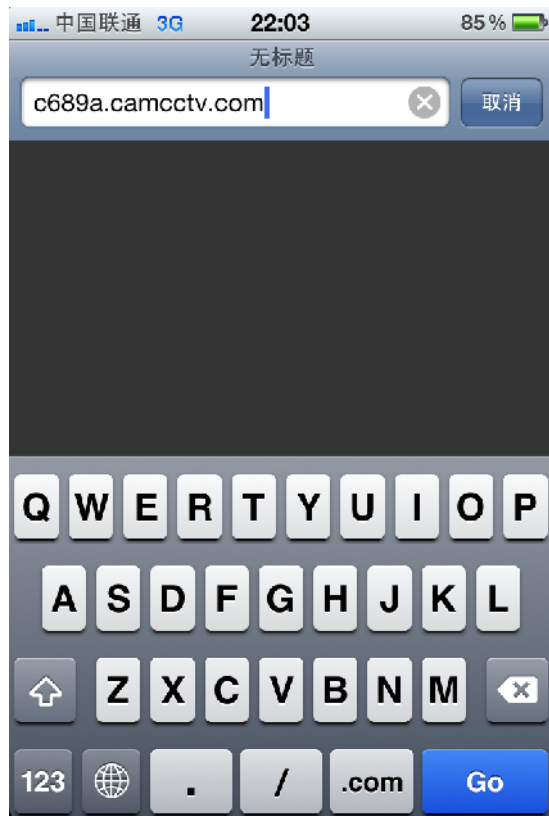 中国联通 3G 22:03 85%
无标题
c689a.camcctv.com 取消
Q W E R T Y U I O P
A S D F G H J K L
Z X C V B N M
123 . / .com Go